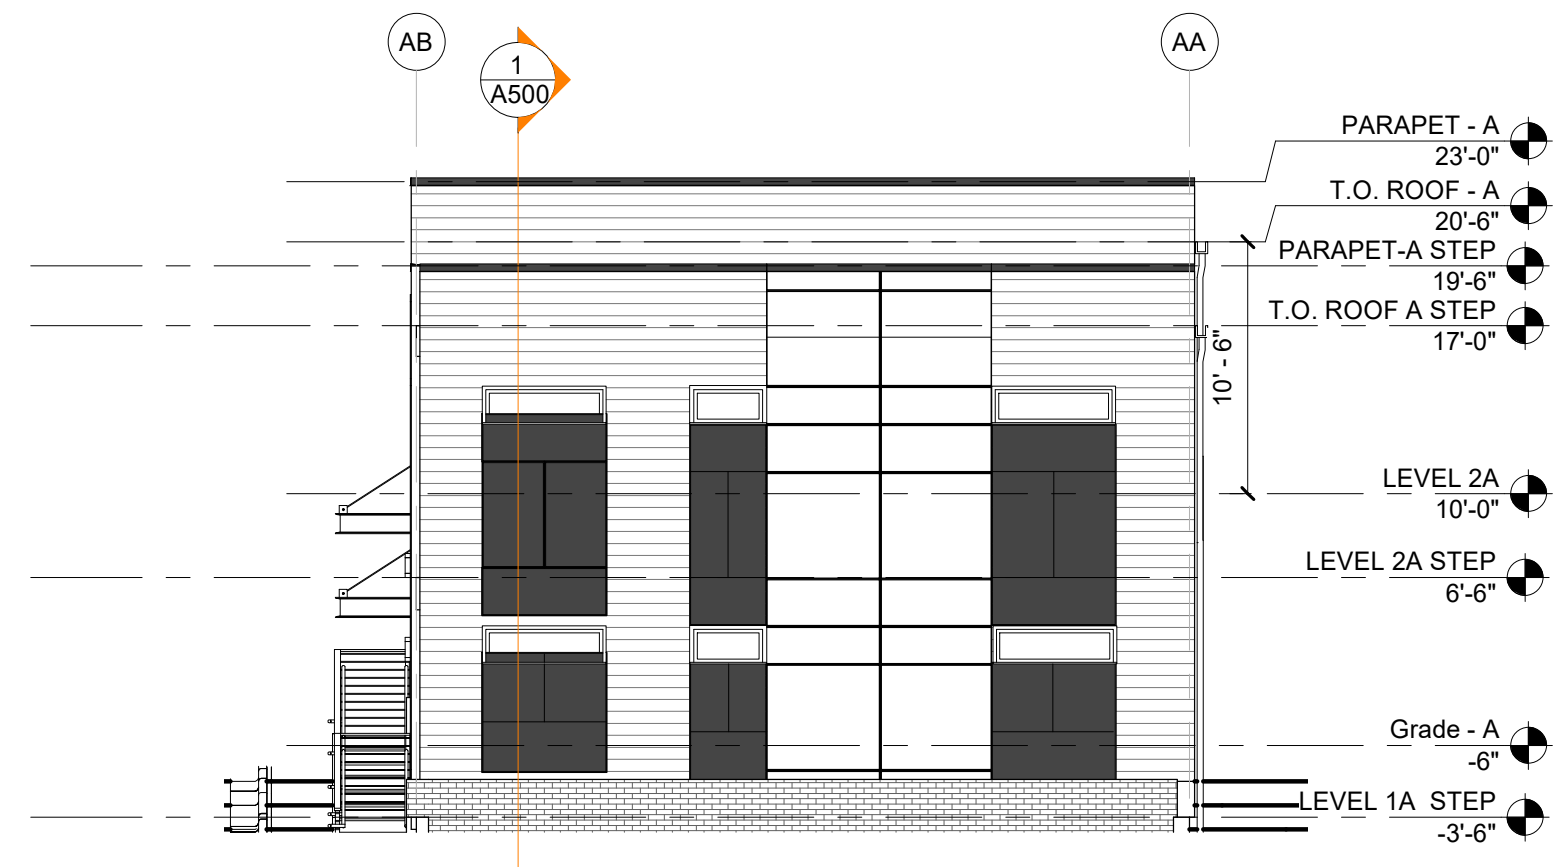 AB
AA
1
A500
PARAPET - A
23'-0"
T.O. ROOF - A
20'-6"
PARAPET-A STEP
19'-6"
T.O. ROOF A STEP
17'-0"
10' - 6"
LEVEL 2A
10'-0"
LEVEL 2A STEP
6'-6"
Grade - A
-6"
LEVEL 1A  STEP
-3'-6"